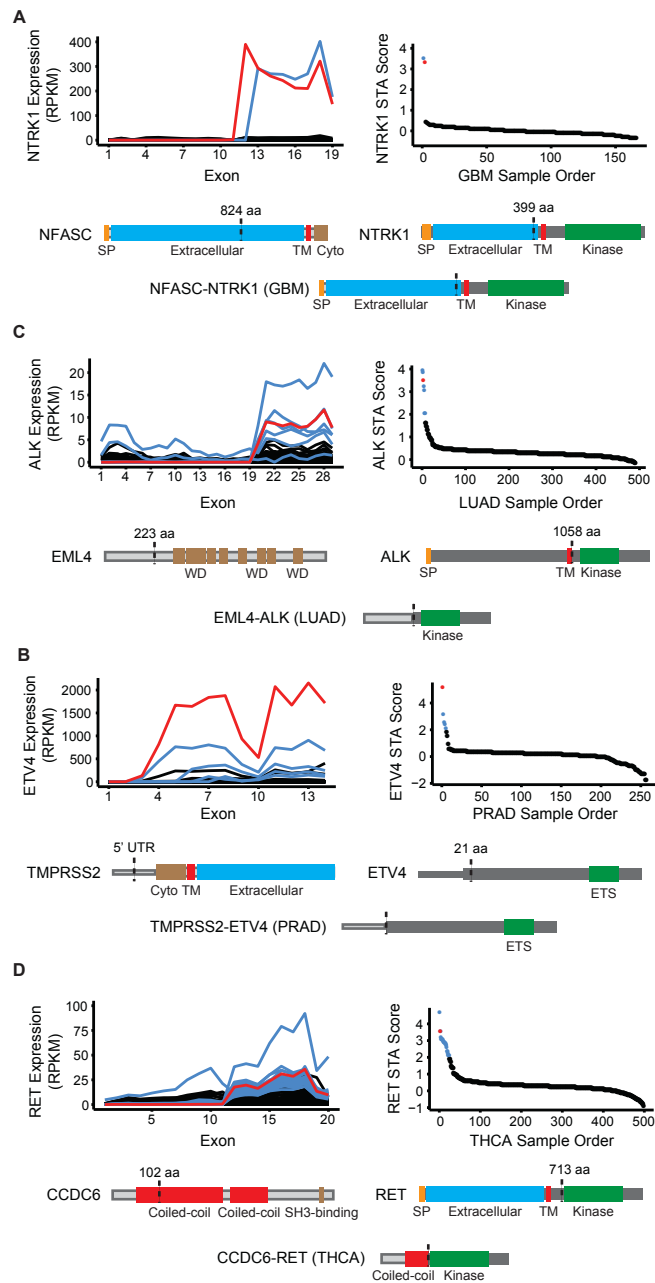 A
NTRK1 Expression
(RPKM)
400
300
200
100
0
1 4 7 10 13 16 19
Exon
NTRK1 STA Score
4
3
2
1
0
0 50 100 150
GBM Sample Order
824 aa
NFASC
SP Extracellular TM Cyto
399 aa
NTRK1
SP Extracellular TM Kinase
NFASC-NTRK1 (GBM)
SP Extracellular TM Kinase
C
ALK Expression
(RPKM)
20
15
10
5
0
1 4 7 10 13 16 19 22 25 28
Exon
ALK STA Score
4
3
2
1
0
0 100 200 300 400 500
LUAD Sample Order
223 aa
EML4
WD WD WD
1058 aa
ALK
SP TM Kinase
EML4-ALK (LUAD)
Kinase
B
ETV4 Expression
(RPKM)
2000
1500
1000
500
0
1 4 7 10 13
Exon
ETV4 STA Score
4
2
0
−2
0 50 100 150 200 250
PRAD Sample Order
5' UTR
TMPRSS2
Cyto TM Extracellular
21 aa
ETV4
ETS
TMPRSS2-ETV4 (PRAD)
ETS
D
RET Expression
(RPKM)
100
75
50
25
0
5 10 15 20
Exon
RET STA Score
4
3
2
1
0
−1
0 100 200 300 400 500
THCA Sample Order
102 aa
CCDC6
Coiled-coil Coiled-coil SH3-binding
713 aa
RET
SP Extracellular TM Kinase
CCDC6-RET (THCA)
Coiled-coil Kinase